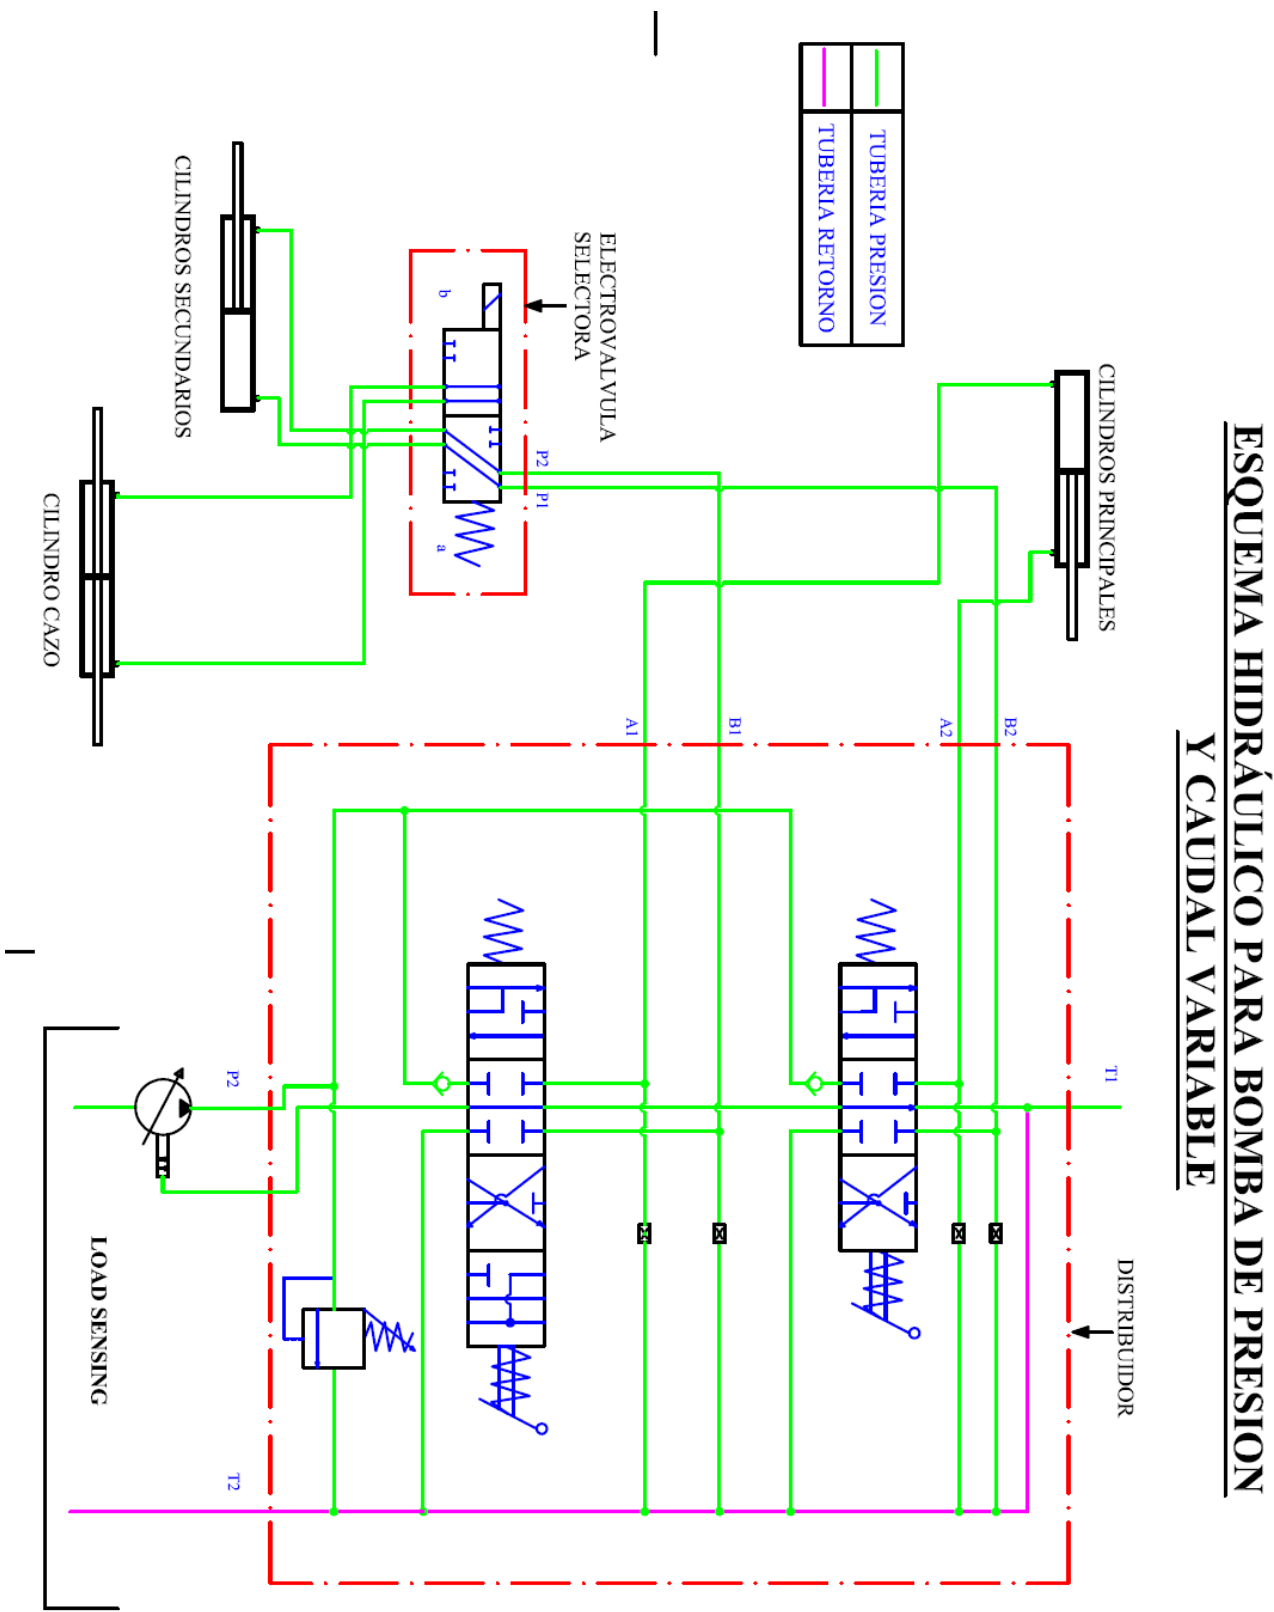 ESQUEMA HIDRÁULICO PARA BOMBA DE PRESION
Y CAUDAL VARIABLE
CILINDROS PRINCIPALES
T1
DISTRIBUIDOR
B2
A2
TUBERIA PRESION
TUBERIA RETORNO
B1
A1
ELECTROVALVULA
SELECTORA
P2
P1
b
a
CILINDROS SECUNDARIOS
P2
T2
CILINDRO CAZO
LOAD SENSING